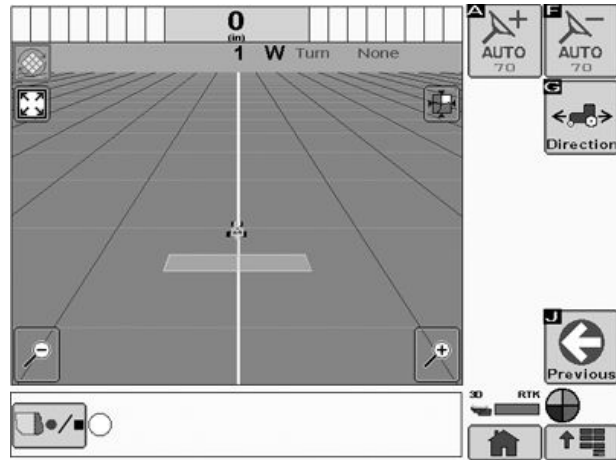 0
(in)
1 W Turn None
A
AUTO
70
F
AUTO
70
G
Direction
J
Previous
3D RTK